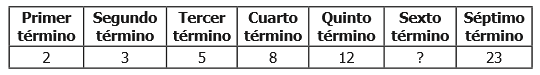 Primer término Segundo término Tercer término Cuarto término Quinto término Sexto término Séptimo término
2 3 5 8 12 ? 23